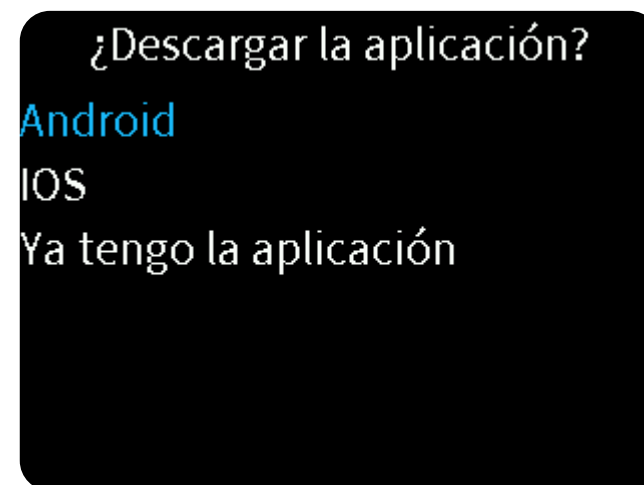 ¿Descargar la aplicación?
Android
IOS
Ya tengo la aplicación